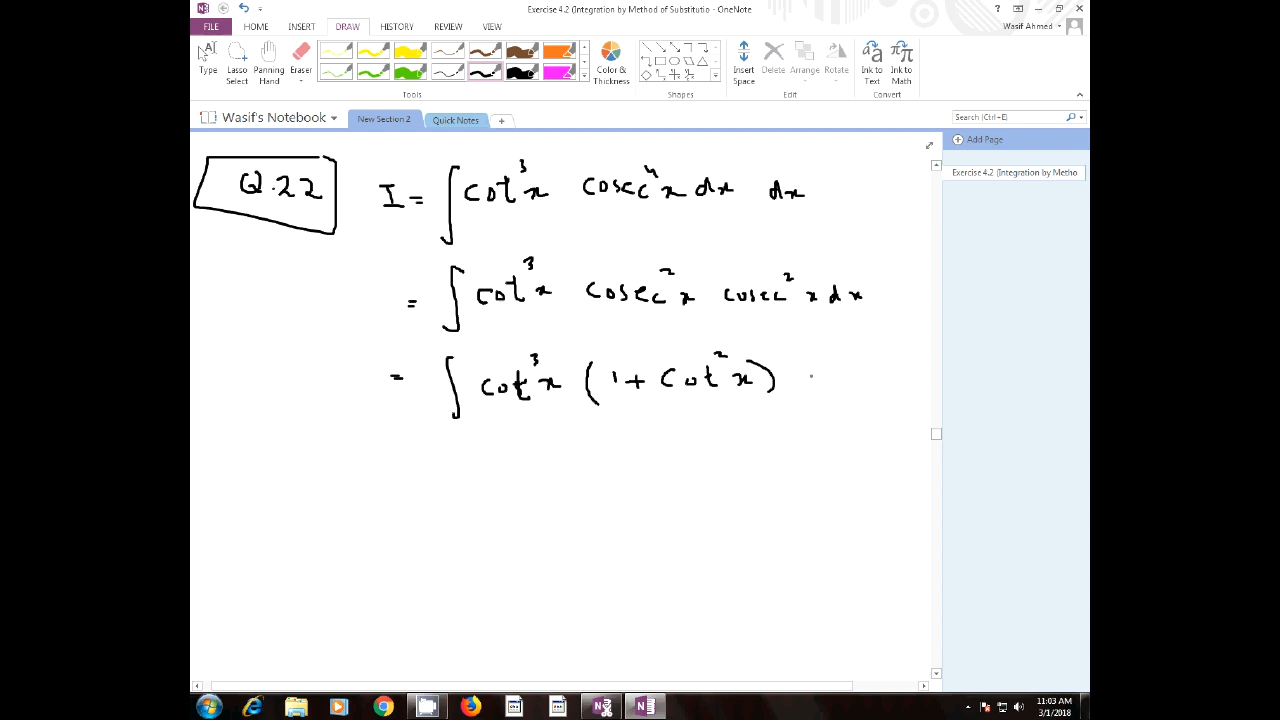 Exercise 4.2 (Integration by Method of Substitutio - OneNote
FILE HOME INSERT DRAW HISTORY REVIEW VIEW
Wasif Ahmed
Type Lasso Select Panning Hand Eraser
Color & Thickness
Insert Space Delete Arrange Rotate
Ink to Text Ink to Math
Tools Shapes Edit Convert
Wasif's Notebook New Section 2 Quick Notes + Search (Ctrl+E)
Add Page
Exercise 4.2 (Integration by Metho
Q.22 I = ∫ cot³x cosec⁴x dx dx
= ∫ cot³x cosec²x cosec²x dx
= ∫ cot³x (1 + cot²x)
11:03 AM
3/1/2018